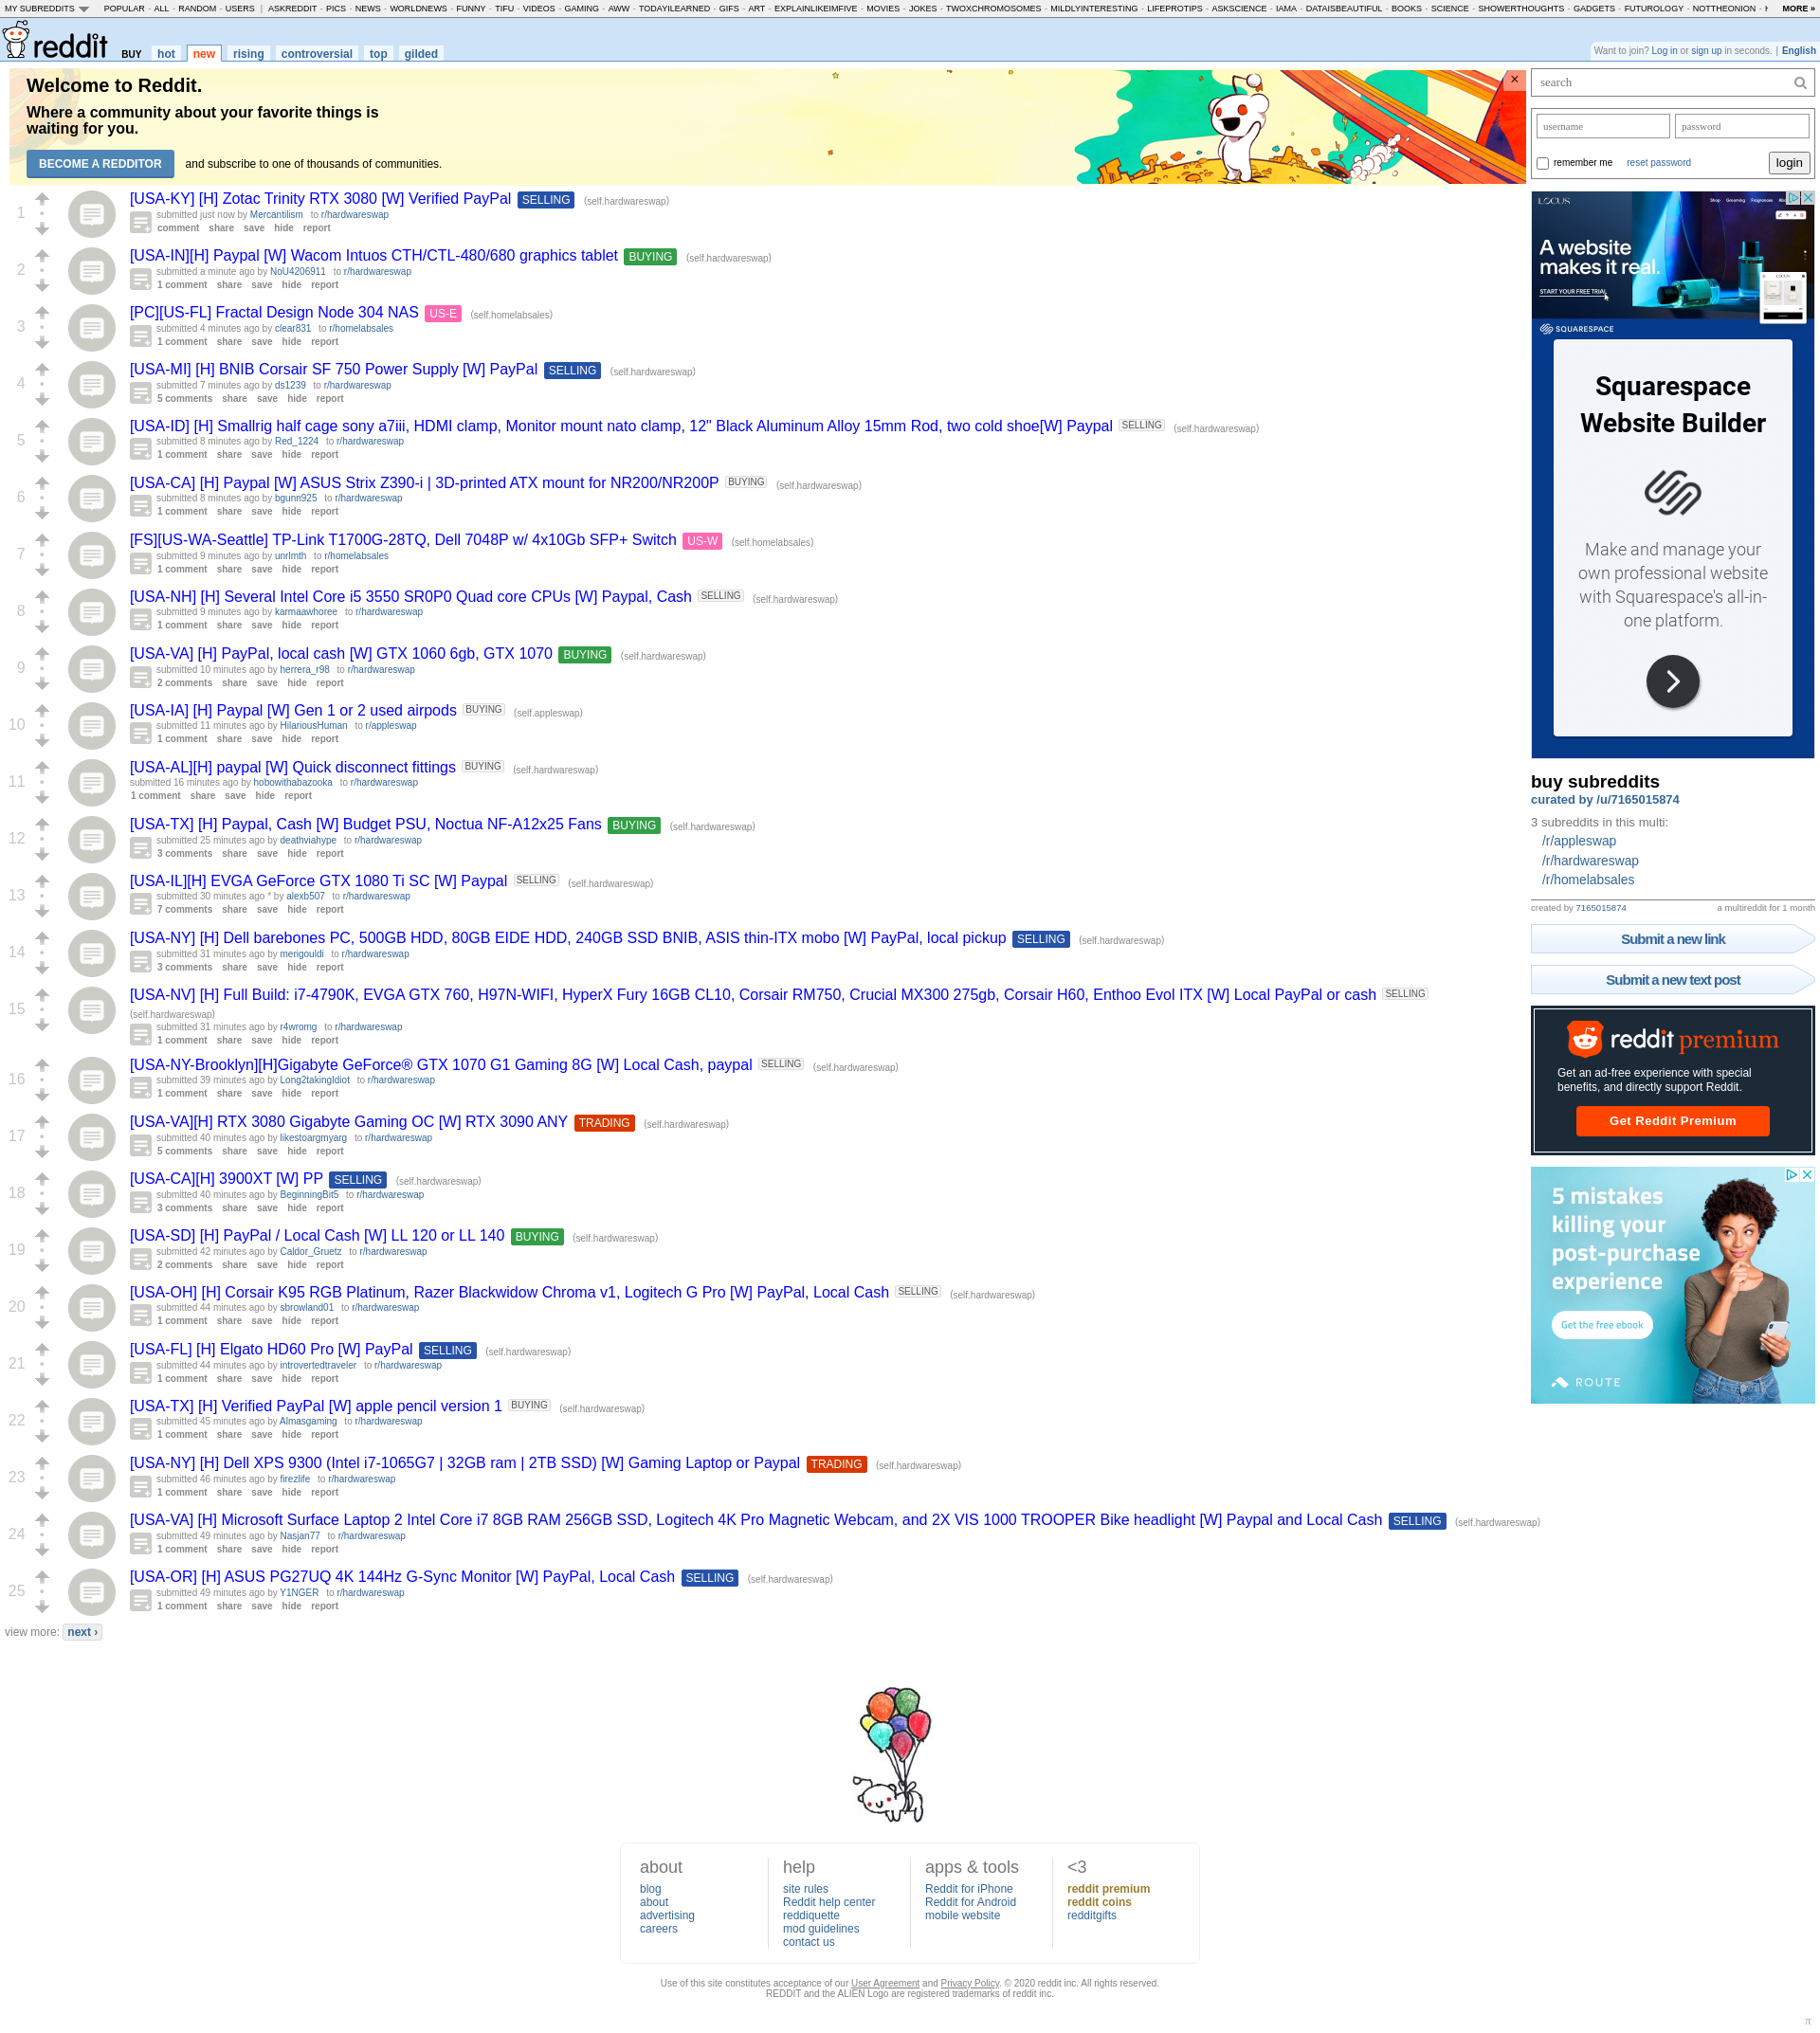 MY SUBREDDITS POPULAR - ALL - RANDOM - USERS | ASKREDDIT - PICS - NEWS - WORLDNEWS - FUNNY - TIFU - VIDEOS - GAMING - AWW - TODAYILEARNED - GIFS - ART - EXPLAINLIKEIMFIVE - MOVIES - JOKES - TWOXCHROMOSOMES - MILDLYINTERESTING - LIFEPROTIPS - ASKSCIENCE - IAMA - DATAISBEAUTIFUL - BOOKS - SCIENCE - SHOWERTHOUGHTS - GADGETS - FUTUROLOGY - NOTTHEONION - MORE »
reddit BUY hot new rising controversial top gilded
Want to join? Log in or sign up in seconds. | English
Welcome to Reddit.
Where a community about your favorite things is
waiting for you.
BECOME A REDDITOR and subscribe to one of thousands of communities.
×
1
[USA-KY] [H] Zotac Trinity RTX 3080 [W] Verified PayPal SELLING (self.hardwareswap)
submitted just now by Mercantilism to r/hardwareswap
comment share save hide report
2
[USA-IN][H] Paypal [W] Wacom Intuos CTH/CTL-480/680 graphics tablet BUYING (self.hardwareswap)
submitted a minute ago by NoU4206911 to r/hardwareswap
1 comment share save hide report
3
[PC][US-FL] Fractal Design Node 304 NAS US-E (self.homelabsales)
submitted 4 minutes ago by clear831 to r/homelabsales
1 comment share save hide report
4
[USA-MI] [H] BNIB Corsair SF 750 Power Supply [W] PayPal SELLING (self.hardwareswap)
submitted 7 minutes ago by ds1239 to r/hardwareswap
5 comments share save hide report
5
[USA-ID] [H] Smallrig half cage sony a7iii, HDMI clamp, Monitor mount nato clamp, 12" Black Aluminum Alloy 15mm Rod, two cold shoe[W] Paypal SELLING (self.hardwareswap)
submitted 8 minutes ago by Red_1224 to r/hardwareswap
1 comment share save hide report
6
[USA-CA] [H] Paypal [W] ASUS Strix Z390-i | 3D-printed ATX mount for NR200/NR200P BUYING (self.hardwareswap)
submitted 8 minutes ago by bgunn925 to r/hardwareswap
1 comment share save hide report
7
[FS][US-WA-Seattle] TP-Link T1700G-28TQ, Dell 7048P w/ 4x10Gb SFP+ Switch US-W (self.homelabsales)
submitted 9 minutes ago by unrlmth to r/homelabsales
1 comment share save hide report
8
[USA-NH] [H] Several Intel Core i5 3550 SR0P0 Quad core CPUs [W] Paypal, Cash SELLING (self.hardwareswap)
submitted 9 minutes ago by karmaawhoree to r/hardwareswap
1 comment share save hide report
9
[USA-VA] [H] PayPal, local cash [W] GTX 1060 6gb, GTX 1070 BUYING (self.hardwareswap)
submitted 10 minutes ago by herrera_r98 to r/hardwareswap
2 comments share save hide report
10
[USA-IA] [H] Paypal [W] Gen 1 or 2 used airpods BUYING (self.appleswap)
submitted 11 minutes ago by HilariousHuman to r/appleswap
1 comment share save hide report
11
[USA-AL][H] paypal [W] Quick disconnect fittings BUYING (self.hardwareswap)
submitted 16 minutes ago by hobowithabazooka to r/hardwareswap
1 comment share save hide report
12
[USA-TX] [H] Paypal, Cash [W] Budget PSU, Noctua NF-A12x25 Fans BUYING (self.hardwareswap)
submitted 25 minutes ago by deathviahype to r/hardwareswap
3 comments share save hide report
13
[USA-IL][H] EVGA GeForce GTX 1080 Ti SC [W] Paypal SELLING (self.hardwareswap)
submitted 30 minutes ago * by alexb507 to r/hardwareswap
7 comments share save hide report
14
[USA-NY] [H] Dell barebones PC, 500GB HDD, 80GB EIDE HDD, 240GB SSD BNIB, ASIS thin-ITX mobo [W] PayPal, local pickup SELLING (self.hardwareswap)
submitted 31 minutes ago by merigouldi to r/hardwareswap
3 comments share save hide report
15
[USA-NV] [H] Full Build: i7-4790K, EVGA GTX 760, H97N-WIFI, HyperX Fury 16GB CL10, Corsair RM750, Crucial MX300 275gb, Corsair H60, Enthoo Evol ITX [W] Local PayPal or cash SELLING
(self.hardwareswap)
submitted 31 minutes ago by r4wromg to r/hardwareswap
1 comment share save hide report
16
[USA-NY-Brooklyn][H]Gigabyte GeForce® GTX 1070 G1 Gaming 8G [W] Local Cash, paypal SELLING (self.hardwareswap)
submitted 39 minutes ago by Long2takingIdiot to r/hardwareswap
1 comment share save hide report
17
[USA-VA][H] RTX 3080 Gigabyte Gaming OC [W] RTX 3090 ANY TRADING (self.hardwareswap)
submitted 40 minutes ago by likestoargmyarg to r/hardwareswap
5 comments share save hide report
18
[USA-CA][H] 3900XT [W] PP SELLING (self.hardwareswap)
submitted 40 minutes ago by BeginningBit5 to r/hardwareswap
3 comments share save hide report
19
[USA-SD] [H] PayPal / Local Cash [W] LL 120 or LL 140 BUYING (self.hardwareswap)
submitted 42 minutes ago by Caldor_Gruetz to r/hardwareswap
2 comments share save hide report
20
[USA-OH] [H] Corsair K95 RGB Platinum, Razer Blackwidow Chroma v1, Logitech G Pro [W] PayPal, Local Cash SELLING (self.hardwareswap)
submitted 44 minutes ago by sbrowland01 to r/hardwareswap
1 comment share save hide report
21
[USA-FL] [H] Elgato HD60 Pro [W] PayPal SELLING (self.hardwareswap)
submitted 44 minutes ago by introvertedtraveler to r/hardwareswap
1 comment share save hide report
22
[USA-TX] [H] Verified PayPal [W] apple pencil version 1 BUYING (self.hardwareswap)
submitted 45 minutes ago by Almasgaming to r/hardwareswap
1 comment share save hide report
23
[USA-NY] [H] Dell XPS 9300 (Intel i7-1065G7 | 32GB ram | 2TB SSD) [W] Gaming Laptop or Paypal TRADING (self.hardwareswap)
submitted 46 minutes ago by firezlife to r/hardwareswap
1 comment share save hide report
24
[USA-VA] [H] Microsoft Surface Laptop 2 Intel Core i7 8GB RAM 256GB SSD, Logitech 4K Pro Magnetic Webcam, and 2X VIS 1000 TROOPER Bike headlight [W] Paypal and Local Cash SELLING (self.hardwareswap)
submitted 49 minutes ago by Nasjan77 to r/hardwareswap
1 comment share save hide report
25
[USA-OR] [H] ASUS PG27UQ 4K 144Hz G-Sync Monitor [W] PayPal, Local Cash SELLING (self.hardwareswap)
submitted 49 minutes ago by Y1NGER to r/hardwareswap
1 comment share save hide report
view more: next ›
search
username password
remember me reset password login
LOCUS Shop Grooming Fragrances
A website
makes it real.
START YOUR FREE TRIAL
SQUARESPACE
Squarespace
Website Builder
Make and manage your
own professional website
with Squarespace's all-in-
one platform.
buy subreddits
curated by /u/7165015874
3 subreddits in this multi:
/r/appleswap
/r/hardwareswap
/r/homelabsales
created by 7165015874 a multireddit for 1 month
Submit a new link
Submit a new text post
reddit premium
Get an ad-free experience with special
benefits, and directly support Reddit.
Get Reddit Premium
5 mistakes
killing your
post-purchase
experience
Get the free ebook
ROUTE
about
blog
about
advertising
careers
help
site rules
Reddit help center
reddiquette
mod guidelines
contact us
apps & tools
Reddit for iPhone
Reddit for Android
mobile website
<3
reddit premium
reddit coins
redditgifts
Use of this site constitutes acceptance of our User Agreement and Privacy Policy. © 2020 reddit inc. All rights reserved.
REDDIT and the ALIEN Logo are registered trademarks of reddit inc.
π